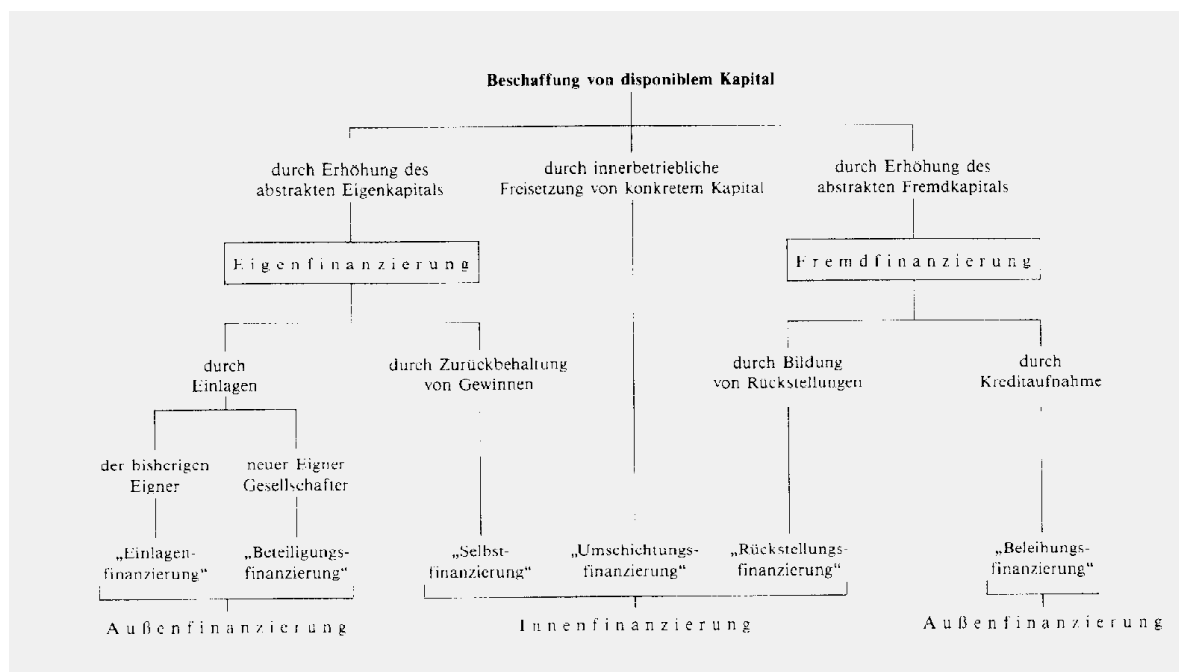 Beschaffung von disponiblem Kapital
durch Erhöhung des
abstrakten Eigenkapitals
durch innerbetriebliche
Freisetzung von konkretem Kapital
durch Erhöhung des
abstrakten Fremdkapitals
Eigenfinanzierung
Fremdfinanzierung
durch
Einlagen
durch Zurückbehaltung
von Gewinnen
durch Bildung
von Rückstellungen
durch
Kreditaufnahme
der bisherigen
Eigner
neuer Eigner
Gesellschafter
„Einlagen-
finanzierung“
„Beteiligungs-
finanzierung“
„Selbst-
finanzierung“
„Umschichtungs-
finanzierung“
„Rückstellungs-
finanzierung“
„Beleihungs-
finanzierung“
Außenfinanzierung
Innenfinanzierung
Außenfinanzierung